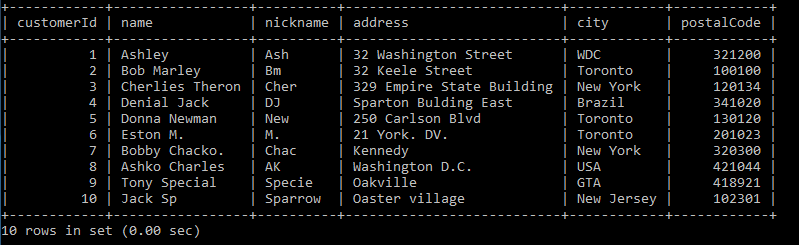 customerId | name | nickname | address | city | postalCode
1 | Ashley | Ash | 32 Washington Street | WDC | 321200
2 | Bob Marley | Bm | 32 Keele Street | Toronto | 100100
3 | Cherlies Theron | Cher | 329 Empire State Building | New York | 120134
4 | Denial Jack | DJ | Sparton Bulding East | Brazil | 341020
5 | Donna Newman | New | 250 Carlson Blvd | Toronto | 130120
6 | Eston M. | M. | 21 York. DV. | Toronto | 201023
7 | Bobby Chacko. | Chac | Kennedy | New York | 320300
8 | Ashko Charles | AK | Washington D.C. | USA | 421044
9 | Tony Special | Specie | Oakville | GTA | 418921
10 | Jack Sp | Sparrow | Oaster village | New Jersey | 102301
10 rows in set (0.00 sec)